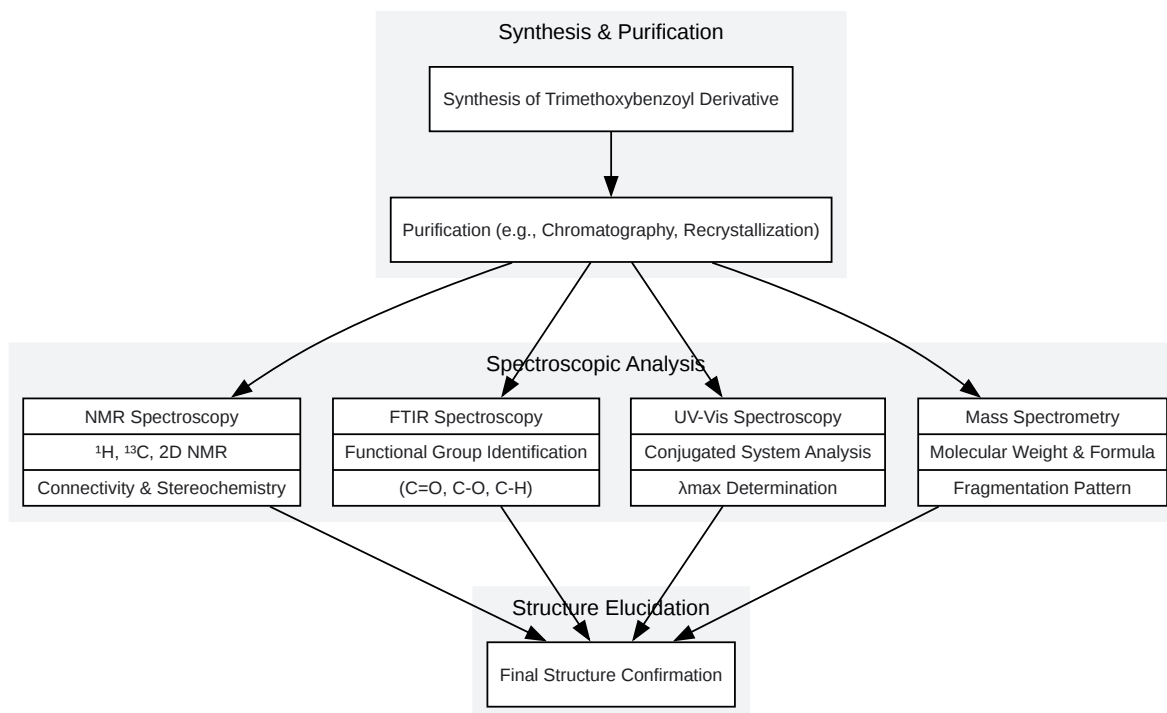 Synthesis & Purification
Synthesis of Trimethoxybenzoyl Derivative
Purification (e.g., Chromatography, Recrystallization)
Spectroscopic Analysis
NMR Spectroscopy
¹H, ¹³C, 2D NMR
Connectivity & Stereochemistry
FTIR Spectroscopy
Functional Group Identification
(C=O, C-O, C-H)
UV-Vis Spectroscopy
Conjugated System Analysis
λmax Determination
Mass Spectrometry
Molecular Weight & Formula
Fragmentation Pattern
Structure Elucidation
Final Structure Confirmation